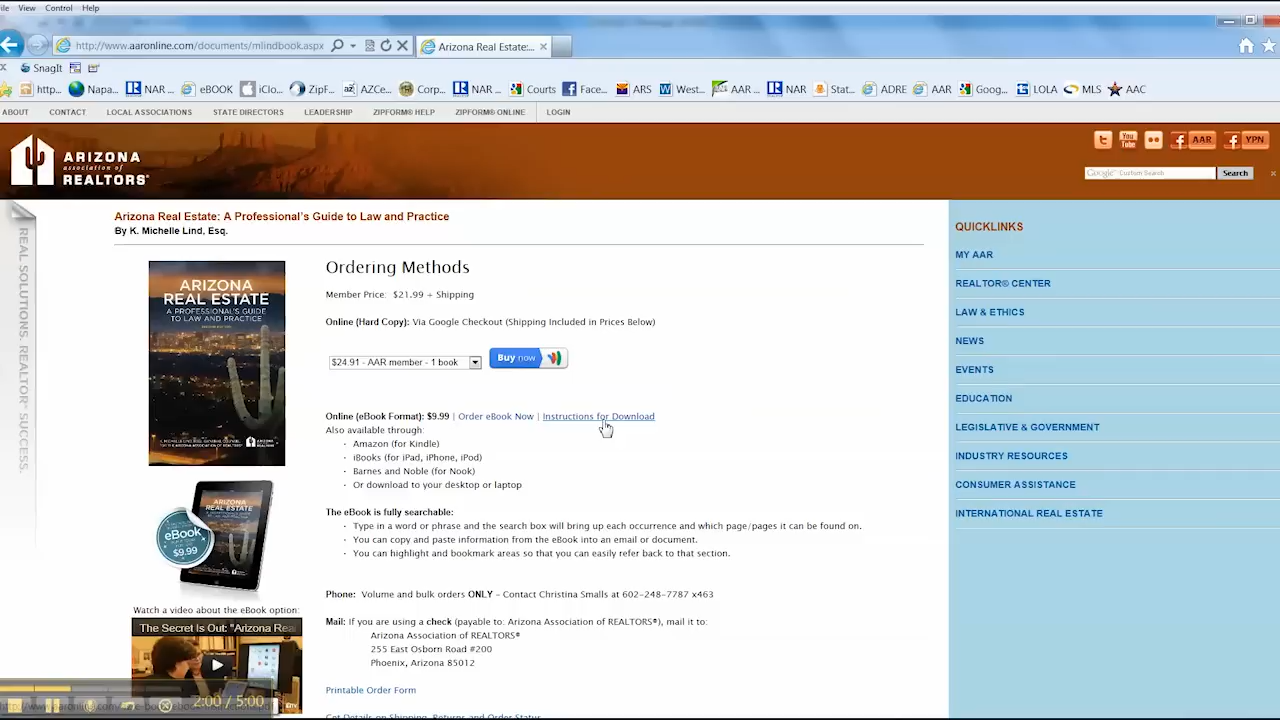 View Control Help
http://www.aaronline.com/documents/mlindbook.aspx
Arizona Real Estate:...
SnagIt
http... Napa... NAR ... eBOOK iClo... ZipF... AZCe... Corp... NAR ... Courts Face... ARS West... AAR ... NAR Stat... ADRE AAR Goog... LOLA MLS AAC
ABOUT CONTACT LOCAL ASSOCIATIONS STATE DIRECTORS LEADERSHIP ZIPFORM® HELP ZIPFORM® ONLINE LOGIN
ARIZONA
association of
REALTORS®
You Tube
AAR
YPN
Google™ Custom Search
Search
REAL SOLUTIONS. REALTOR® SUCCESS.
Arizona Real Estate: A Professional's Guide to Law and Practice
By K. Michelle Lind, Esq.
ARIZONA
REAL ESTATE
A PROFESSIONAL'S GUIDE
TO LAW AND PRACTICE
Ordering Methods
Member Price: $21.99 + Shipping
Online (Hard Copy): Via Google Checkout (Shipping Included in Prices Below)
$24.91 - AAR member - 1 book
Buy now
Online (eBook Format): $9.99 | Order eBook Now | Instructions for Download
Also available through:
· Amazon (for Kindle)
· iBooks (for iPad, iPhone, iPod)
· Barnes and Noble (for Nook)
· Or download to your desktop or laptop
The eBook is fully searchable:
· Type in a word or phrase and the search box will bring up each occurrence and which page/pages it can be found on.
· You can copy and paste information from the eBook into an email or document.
· You can highlight and bookmark areas so that you can easily refer back to that section.
Phone: Volume and bulk orders ONLY - Contact Christina Smalls at 602-248-7787 x463
Mail: If you are using a check (payable to: Arizona Association of REALTORS®), mail it to:
Arizona Association of REALTORS®
255 East Osborn Road #200
Phoenix, Arizona 85012
Printable Order Form
Get Details on Shipping, Returns and Order Status
ARIZONA
REAL ESTATE
eBook
$9.99
Watch a video about the eBook option:
The Secret Is Out: "Arizona Rea
2:00 / 5:00
QUICKLINKS
MY AAR
REALTOR® CENTER
LAW & ETHICS
NEWS
EVENTS
EDUCATION
LEGISLATIVE & GOVERNMENT
INDUSTRY RESOURCES
CONSUMER ASSISTANCE
INTERNATIONAL REAL ESTATE